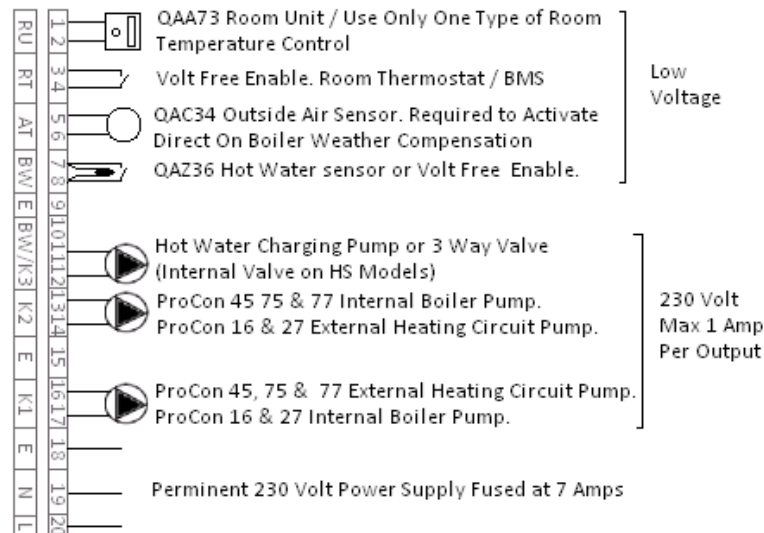 RU 1 2 QAA73 Room Unit / Use Only One Type of Room
Temperature Control
RT 3 4 Volt Free Enable. Room Thermostat / BMS
AT 5 6 QAC34 Outside Air Sensor. Required to Activate
Direct On Boiler Weather Compensation
BW 7 8 QAZ36 Hot Water sensor or Volt Free Enable.
Low
Voltage
E 9
BW/K3 10 11 12 Hot Water Charging Pump or 3 Way Valve
(Internal Valve on HS Models)
K2 13 14 ProCon 45 75 & 77 Internal Boiler Pump.
ProCon 16 & 27 External Heating Circuit Pump.
E 15
K1 16 17 ProCon 45, 75 & 77 External Heating Circuit Pump.
ProCon 16 & 27 Internal Boiler Pump.
230 Volt
Max 1 Amp
Per Output
E 18
N 19 Perminent 230 Volt Power Supply Fused at 7 Amps
L 20